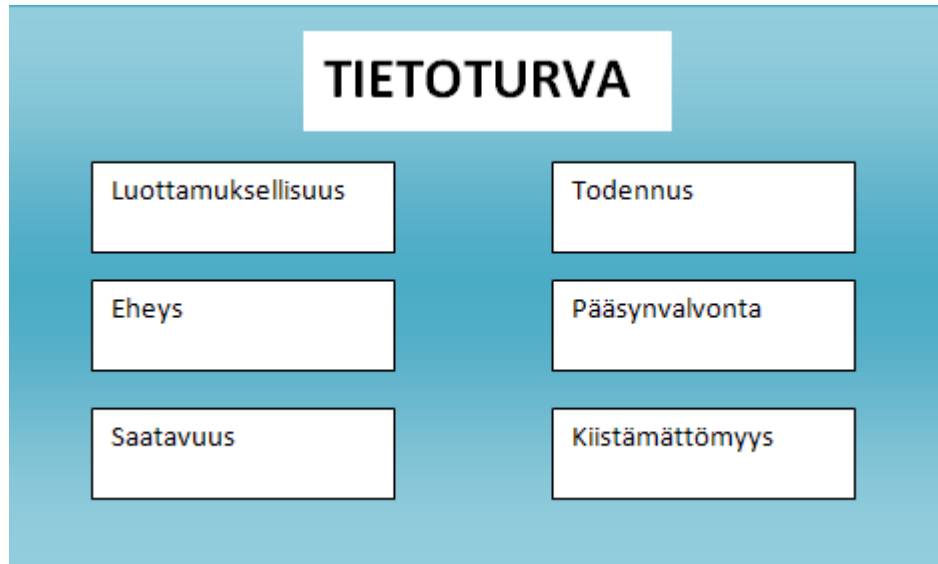 TIETOTURVA
Luottamuksellisuus
Todennus
Eheys
Pääsynvalvonta
Saatavuus
Kiistämättömyys